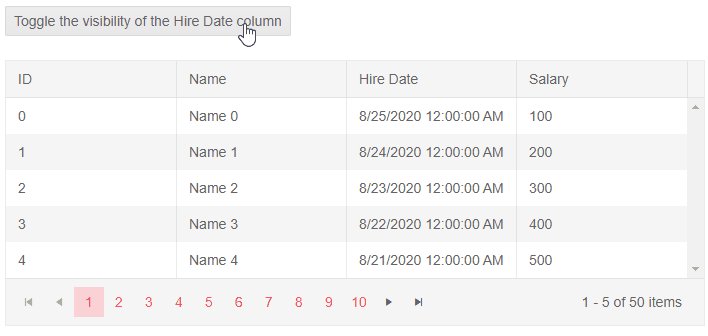 Toggle the visibility of the Hire Date column
ID Name Hire Date Salary
0 Name 0 8/25/2020 12:00:00 AM 100
1 Name 1 8/24/2020 12:00:00 AM 200
2 Name 2 8/23/2020 12:00:00 AM 300
3 Name 3 8/22/2020 12:00:00 AM 400
4 Name 4 8/21/2020 12:00:00 AM 500
1 2 3 4 5 6 7 8 9 10 1 - 5 of 50 items